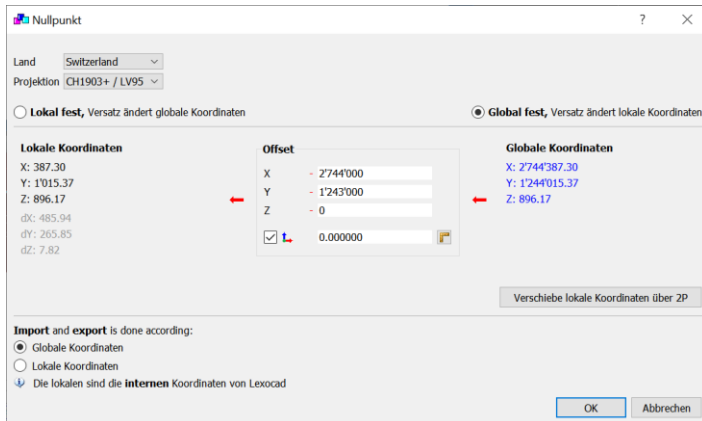 Nullpunkt
Land Switzerland
Projektion CH1903+ / LV95
Lokal fest, Versatz ändert globale Koordinaten
Global fest, Versatz ändert lokale Koordinaten
Lokale Koordinaten
X: 387.30
Y: 1'015.37
Z: 896.17
dX: 485.94
dY: 265.85
dZ: 7.82
Offset
X - 2'744'000
Y - 1'243'000
Z - 0
0.000000
Globale Koordinaten
X: 2'744'387.30
Y: 1'244'015.37
Z: 896.17
Verschiebe lokale Koordinaten über 2P
Import and export is done according:
Globale Koordinaten
Lokale Koordinaten
Die lokalen sind die internen Koordinaten von Lexocad
OK Abbrechen